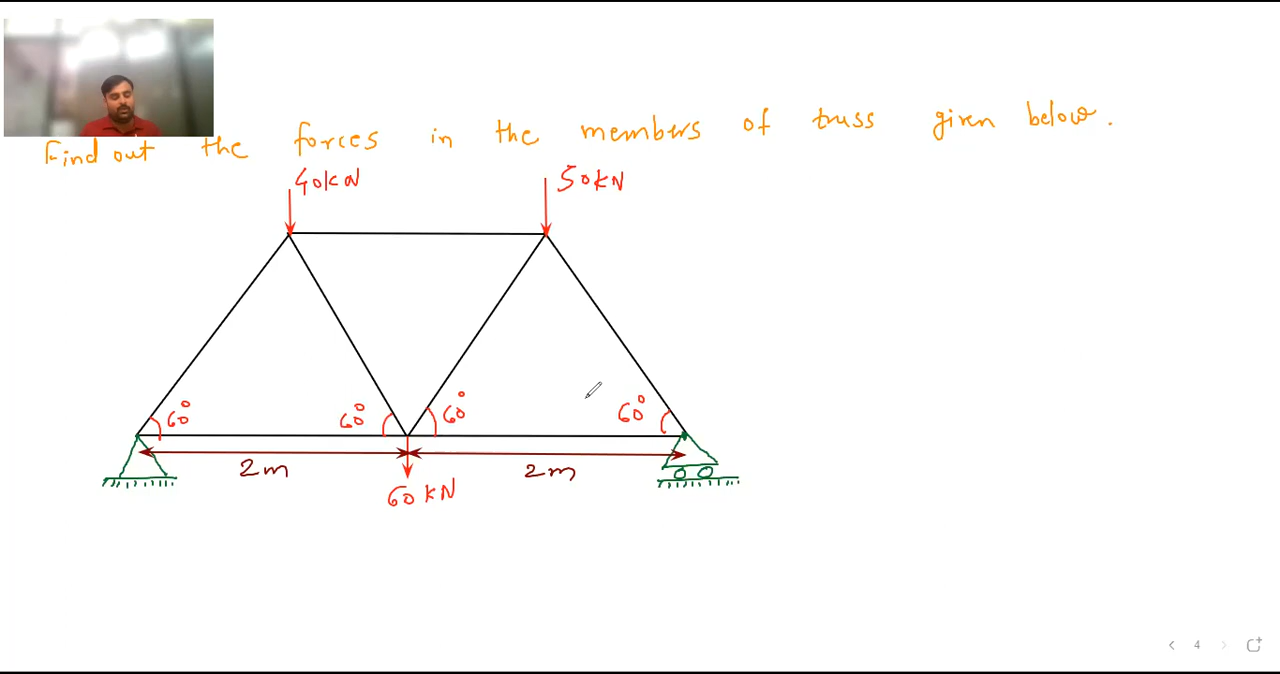 Find out the forces in the members of truss given below.
40kN 50kN
60° 60° 60° 60°
2m 2m
60kN
4